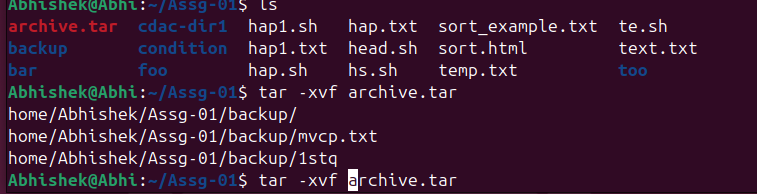 Abhishek@Abhi:~/Assg-01$ ls
archive.tar cdac-dir1 hap1.sh hap.txt sort_example.txt te.sh
backup condition hap1.txt head.sh sort.html text.txt
bar foo hap.sh hs.sh temp.txt too
Abhishek@Abhi:~/Assg-01$ tar -xvf archive.tar
home/Abhishek/Assg-01/backup/
home/Abhishek/Assg-01/backup/mvcp.txt
home/Abhishek/Assg-01/backup/1stq
Abhishek@Abhi:~/Assg-01$ tar -xvf archive.tar